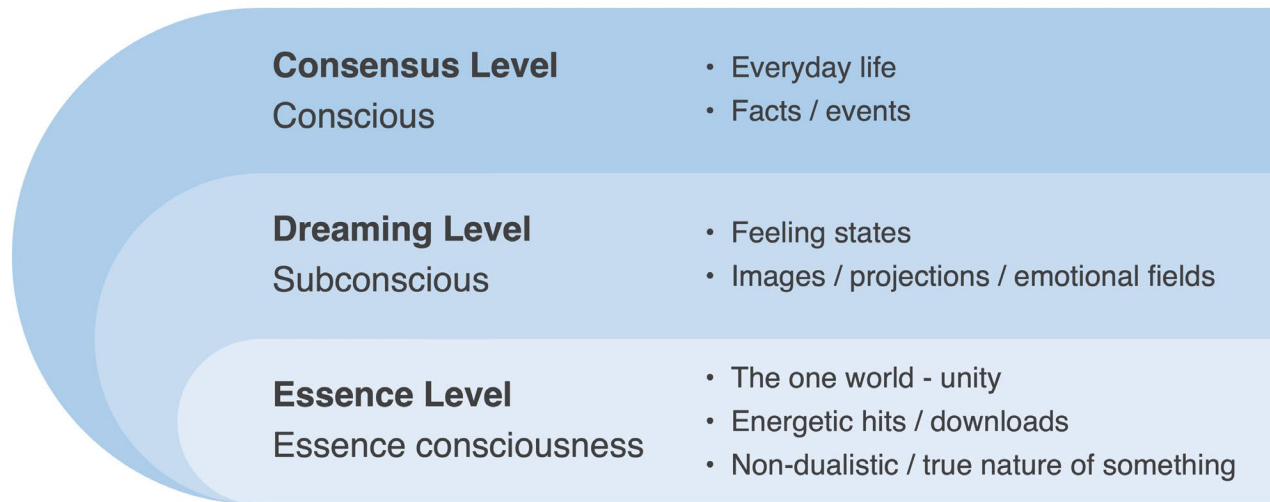 Consensus Level
Conscious
• Everyday life
• Facts / events
Dreaming Level
Subconscious
• Feeling states
• Images / projections / emotional fields
Essence Level
Essence consciousness
• The one world - unity
• Energetic hits / downloads
• Non-dualistic / true nature of something